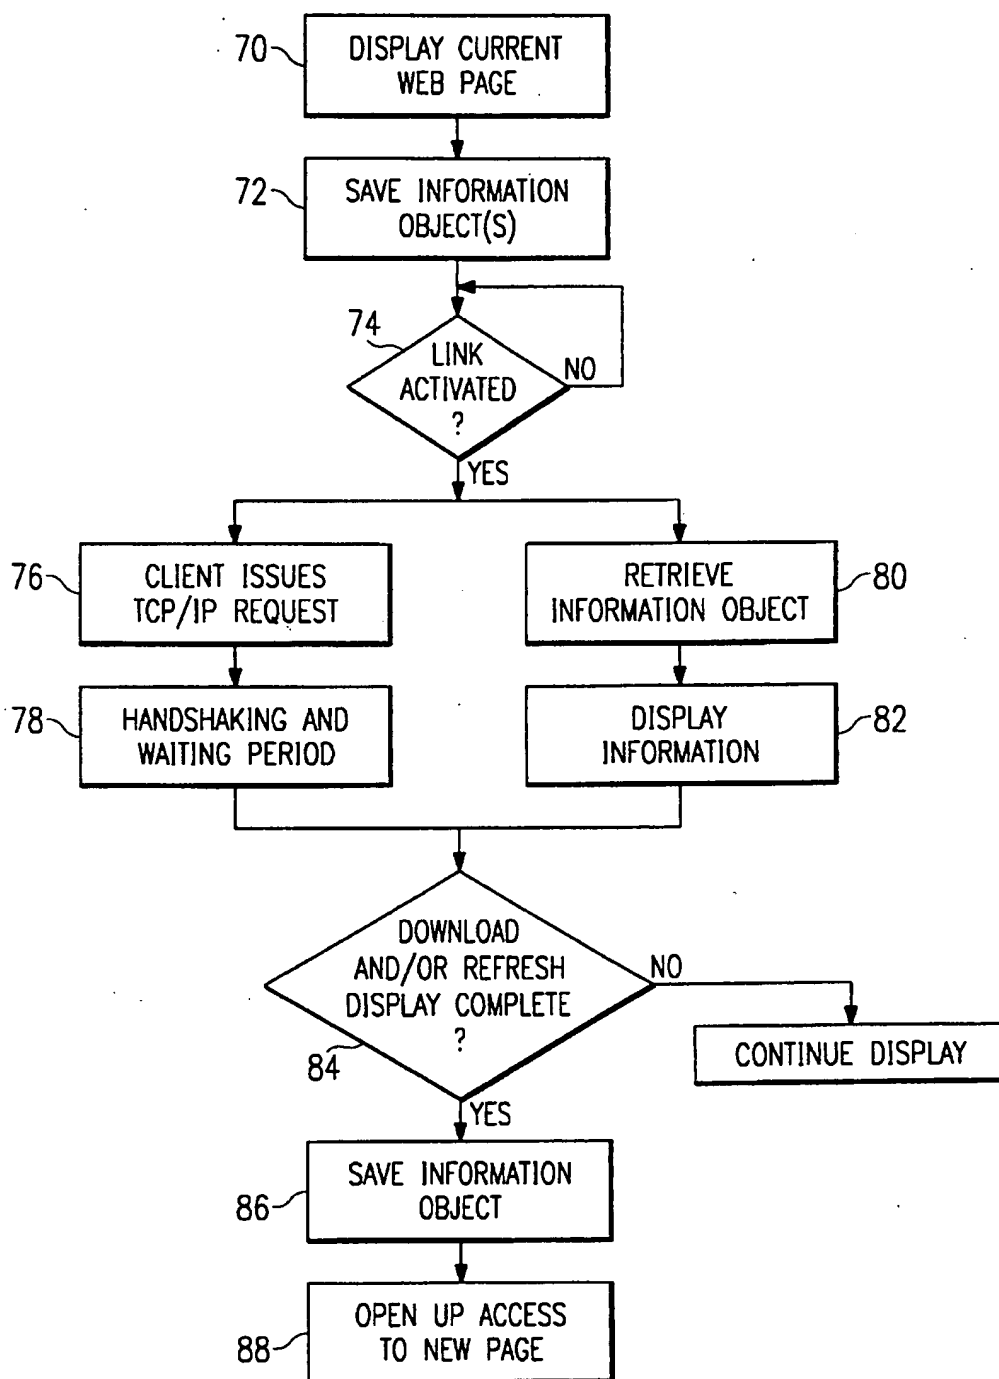 70
DISPLAY CURRENT
WEB PAGE
72
SAVE INFORMATION
OBJECT(S)
74
LINK
ACTIVATED
?
NO
YES
76
CLIENT ISSUES
TCP/IP REQUEST
RETRIEVE
INFORMATION OBJECT
80
78
HANDSHAKING AND
WAITING PERIOD
DISPLAY
INFORMATION
82
DOWNLOAD
AND/OR REFRESH
DISPLAY COMPLETE
?
NO
84
CONTINUE DISPLAY
YES
SAVE INFORMATION
OBJECT
86
OPEN UP ACCESS
TO NEW PAGE
88